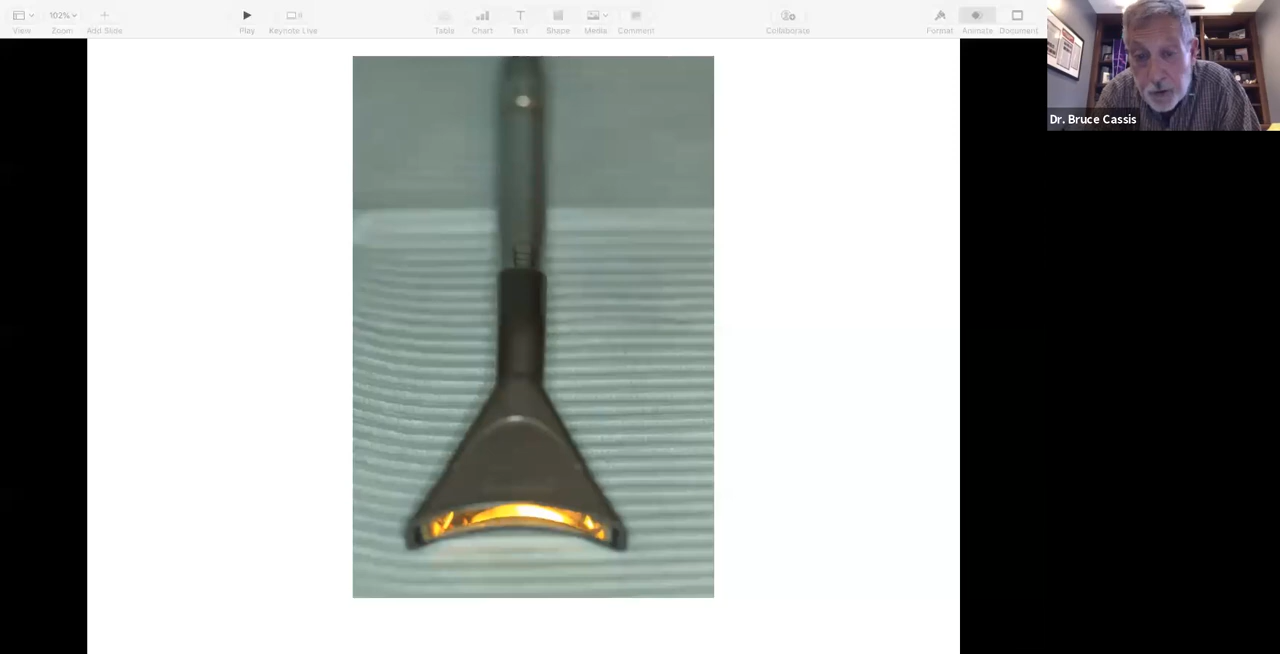 View
102%
Zoom
Add Slide
Play
Keynote Live
Table
Chart
Text
Shape
Media
Comment
Collaborate
Format
Animate
Document
Dr. Bruce Cassis